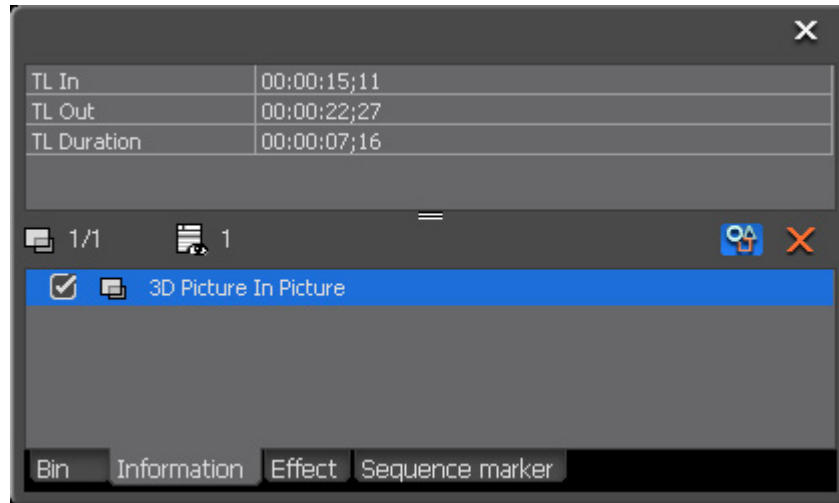 TL In 00:00:15;11
TL Out 00:00:22;27
TL Duration 00:00:07;16
1/1 1
3D Picture In Picture
Bin Information Effect Sequence marker